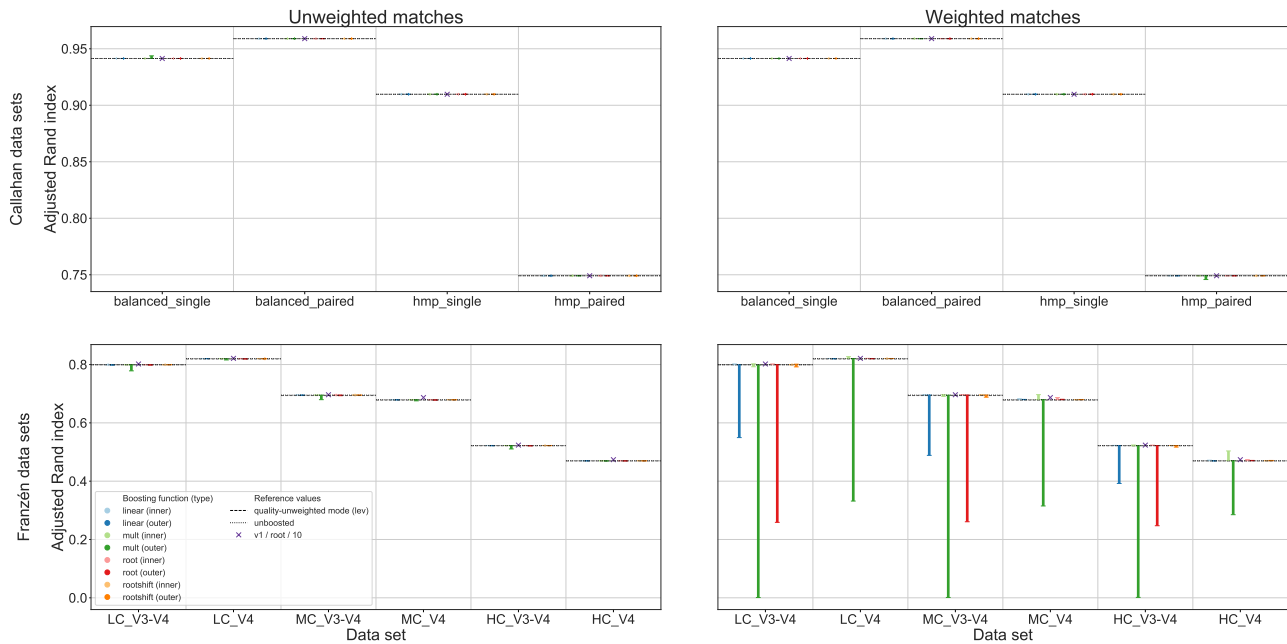 Unweighted matches
Weighted matches
Callahan data sets
Adjusted Rand index
0.95
0.90
0.85
0.80
0.75
balanced_single
balanced_paired
hmp_single
hmp_paired
balanced_single
balanced_paired
hmp_single
hmp_paired
Franzén data sets
Adjusted Rand index
0.8
0.6
0.4
0.2
0.0
Boosting function (type)
linear (inner)
linear (outer)
mult (inner)
mult (outer)
root (inner)
root (outer)
rootshift (inner)
rootshift (outer)
Reference values
quality-unweighted mode (lev)
unboosted
v1 / root / 10
LC_V3-V4
LC_V4
MC_V3-V4
MC_V4
HC_V3-V4
HC_V4
Data set
LC_V3-V4
LC_V4
MC_V3-V4
MC_V4
HC_V3-V4
HC_V4
Data set